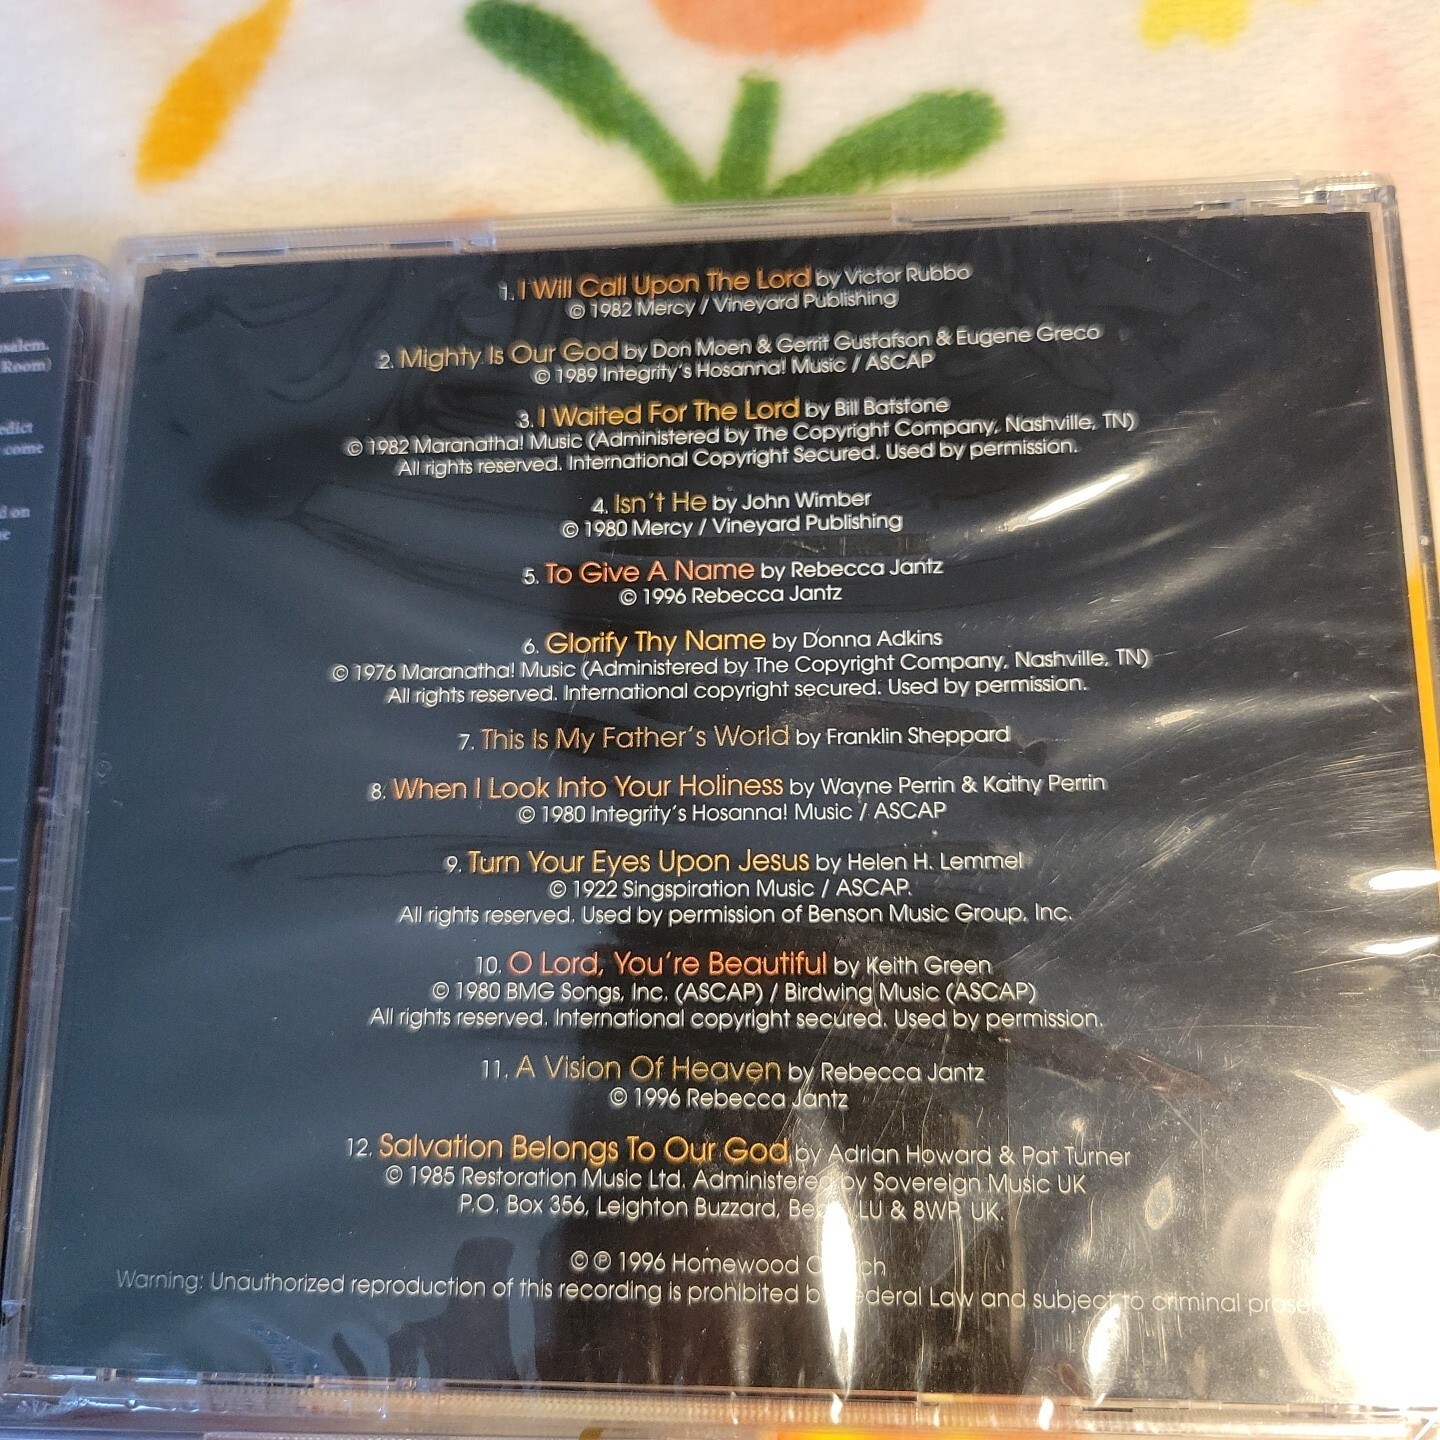 usalem.
Room)
edict
come
d on
1. I Will Call Upon The Lord by Victor Rubbo
© 1982 Mercy / Vineyard Publishing
2. Mighty Is Our God by Don Moen & Gerrit Gustafson & Eugene Greco
© 1989 Integrity's Hosanna! Music / ASCAP
3. I Waited For The Lord by Bill Batstone
© 1982 Maranatha! Music (Administered by The Copyright Company, Nashville, TN)
All rights reserved. International Copyright Secured. Used by permission.
4. Isn't He by John Wimber
© 1980 Mercy / Vineyard Publishing
5. To Give A Name by Rebecca Jantz
© 1996 Rebecca Jantz
6. Glorify Thy Name by Donna Adkins
© 1976 Maranatha! Music (Administered by The Copyright Company, Nashville, TN)
All rights reserved. International copyright secured. Used by permission.
7. This Is My Father's World by Franklin Sheppard
8. When I Look Into Your Holiness by Wayne Perrin & Kathy Perrin
© 1980 Integrity's Hosanna! Music / ASCAP
9. Turn Your Eyes Upon Jesus by Helen H. Lemmel
© 1922 Singspiration Music / ASCAP.
All rights reserved. Used by permission of Benson Music Group, Inc.
10. O Lord, You're Beautiful by Keith Green
© 1980 BMG Songs, Inc. (ASCAP) / Birdwing Music (ASCAP)
All rights reserved. International copyright secured. Used by permission.
11. A Vision Of Heaven by Rebecca Jantz
© 1996 Rebecca Jantz
12. Salvation Belongs To Our God by Adrian Howard & Pat Turner
© 1985 Restoration Music Ltd. Administered by Sovereign Music UK
P.O. Box 356, Leighton Buzzard, LU & 8WP, UK.
© ℗ 1996 Homewood
Warning: Unauthorized reproduction of this recording is prohibited Law and subject to criminal